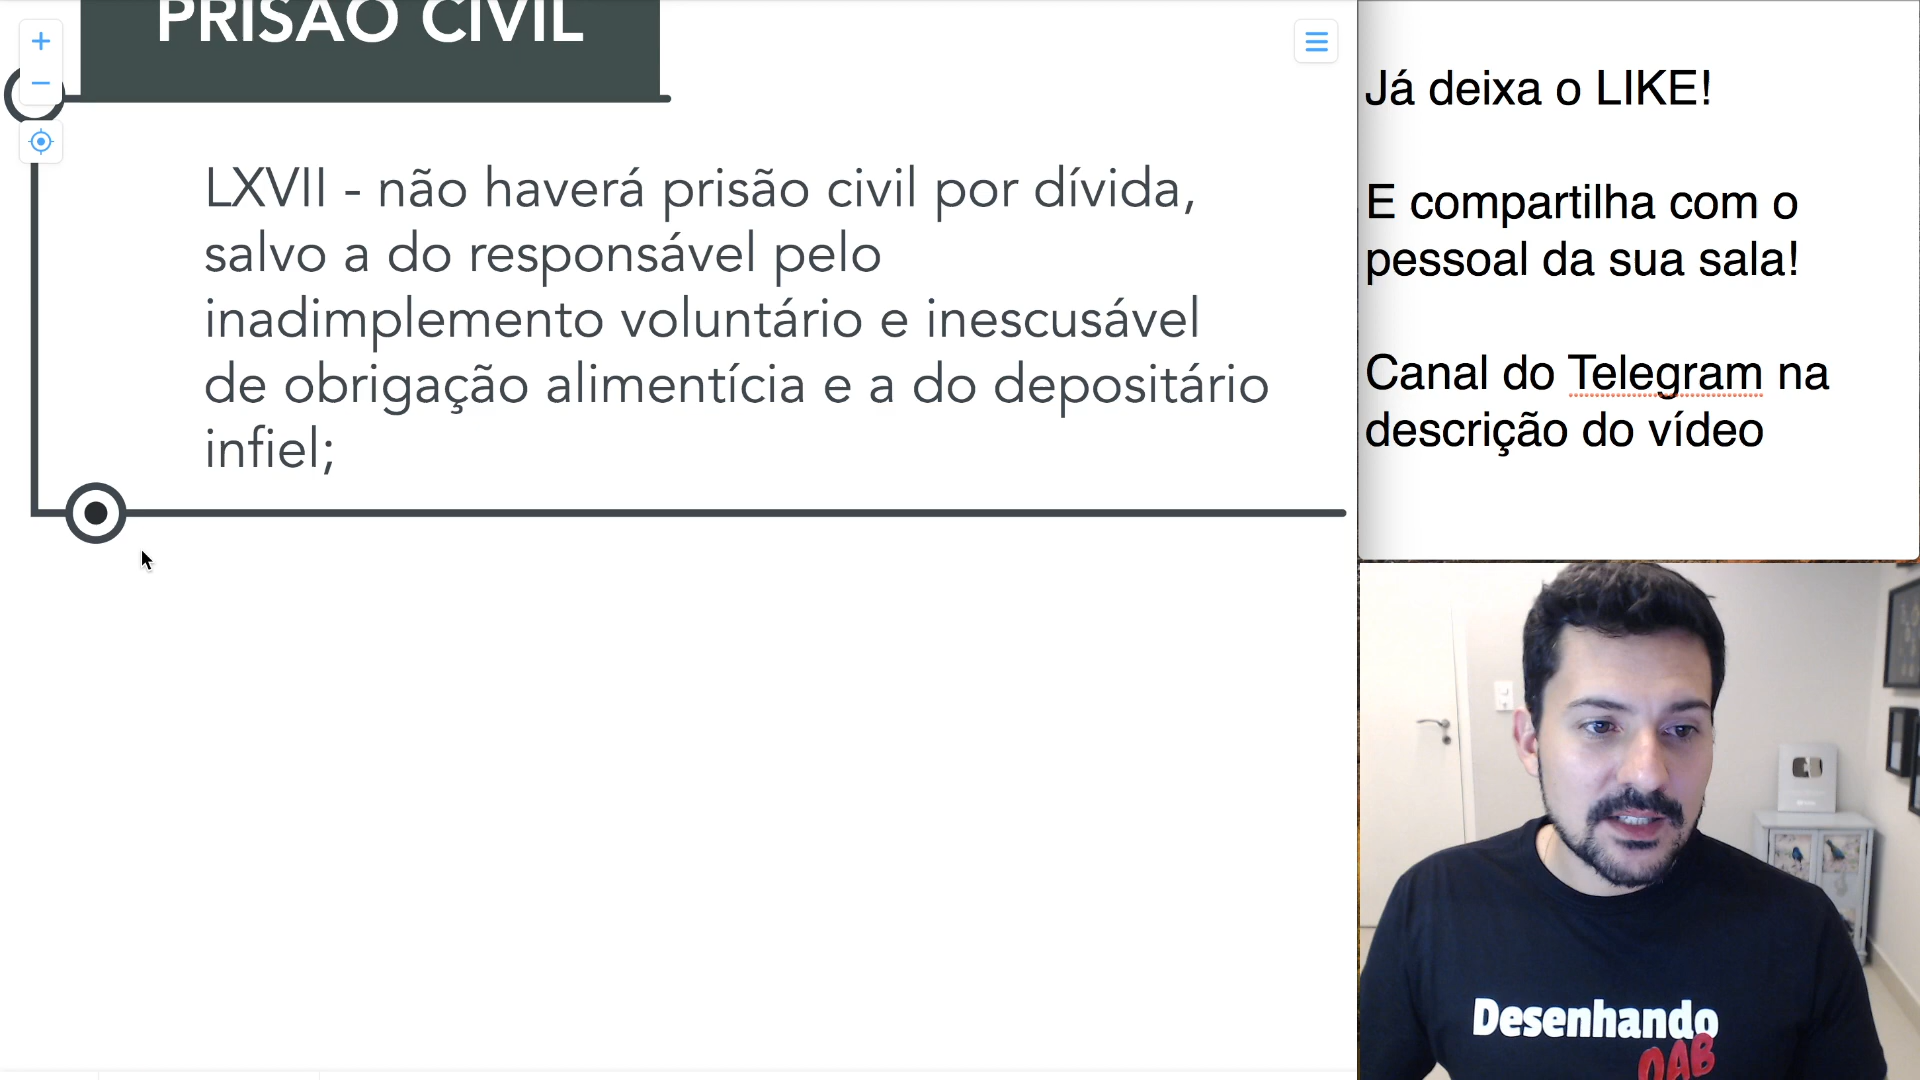 PRISÃO CIVIL
LXVII - não haverá prisão civil por dívida,
salvo a do responsável pelo
inadimplemento voluntário e inescusável
de obrigação alimentícia e a do depositário
infiel;
Já deixa o LIKE!
E compartilha com o
pessoal da sua sala!
Canal do Telegram na
descrição do vídeo
Desenhando
OAB